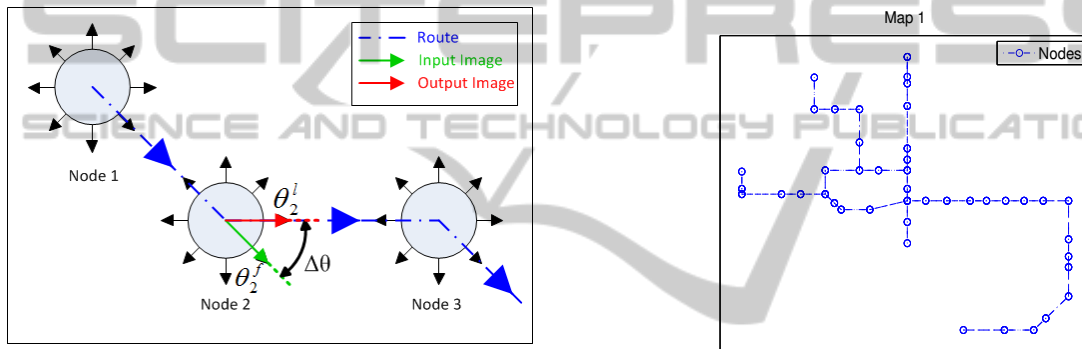 SCITEPRESS
SCIENCE AND TECHNOLOGY PUBLICATIO
Route
Input Image
Output Image
Node 1
θ₂ˡ
Δθ
θ₂ᶠ
Node 2
Node 3
Map 1
Nodes